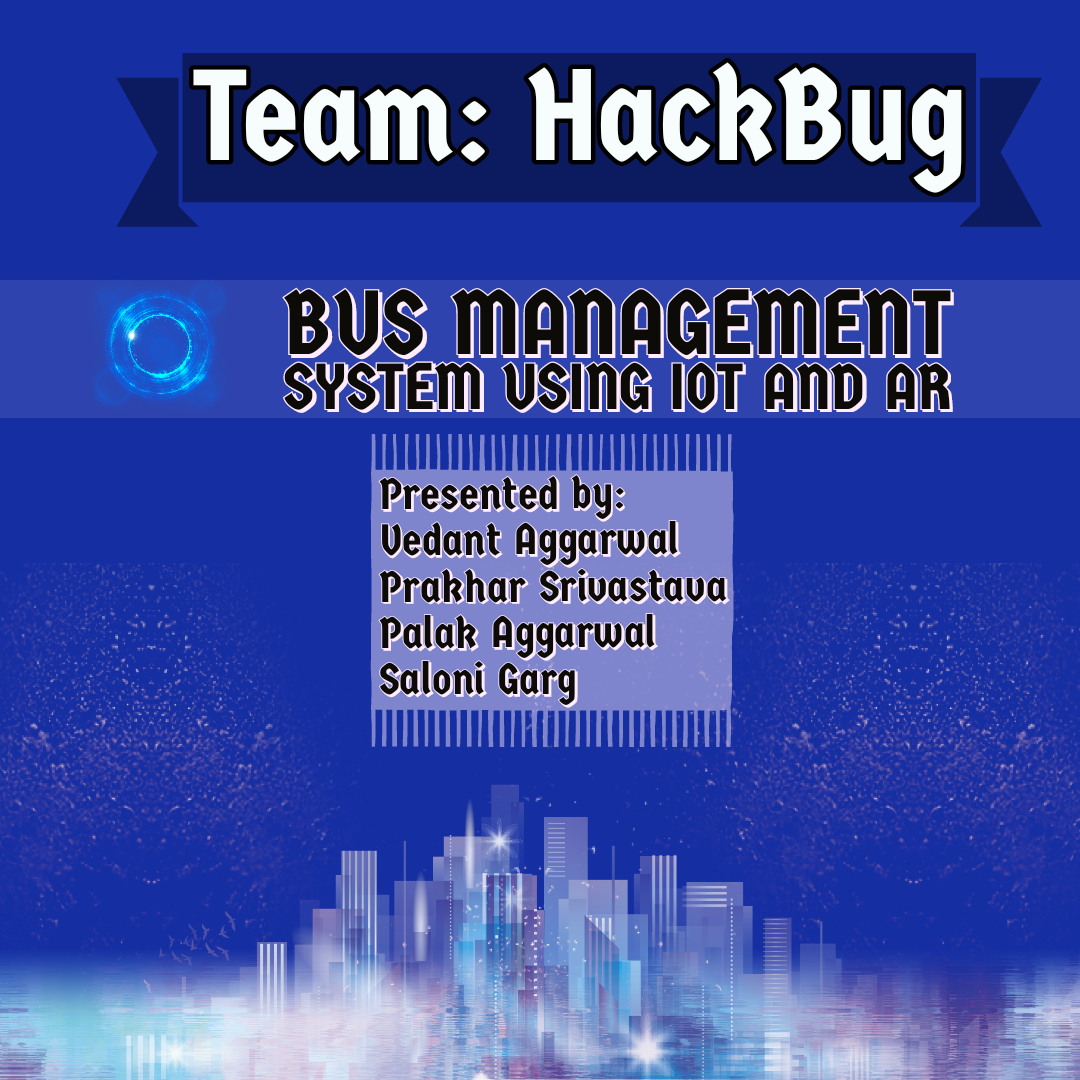 Team: HackBug
BUS MANAGEMENT
SYSTEM USING IOT AND AR
Presented by:
Vedant Aggarwal
Prakhar Srivastava
Palak Aggarwal
Saloni Garg